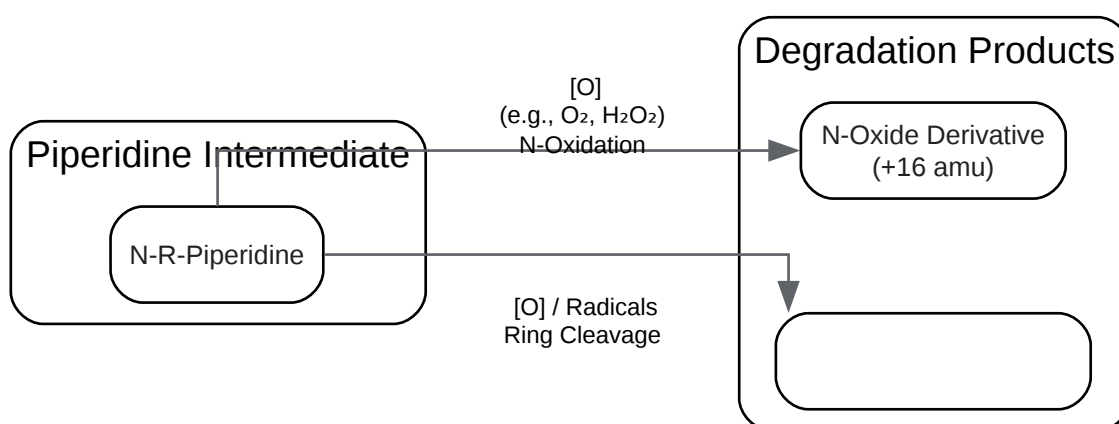 Degradation Products
[O]
(e.g., O₂, H₂O₂)
N-Oxidation
N-Oxide Derivative
(+16 amu)
Piperidine Intermediate
N-R-Piperidine
[O] / Radicals
Ring Cleavage